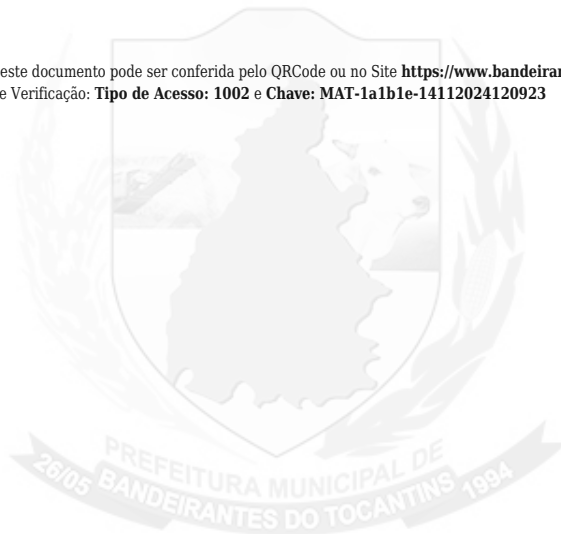 este documento pode ser conferida pelo QRCode ou no Site https://www.bandeiran
e Verificação: Tipo de Acesso: 1002 e Chave: MAT-1a1b1e-14112024120923
PREFEITURA MUNICIPAL DE
26/05 BANDEIRANTES DO TOCANTINS 1994